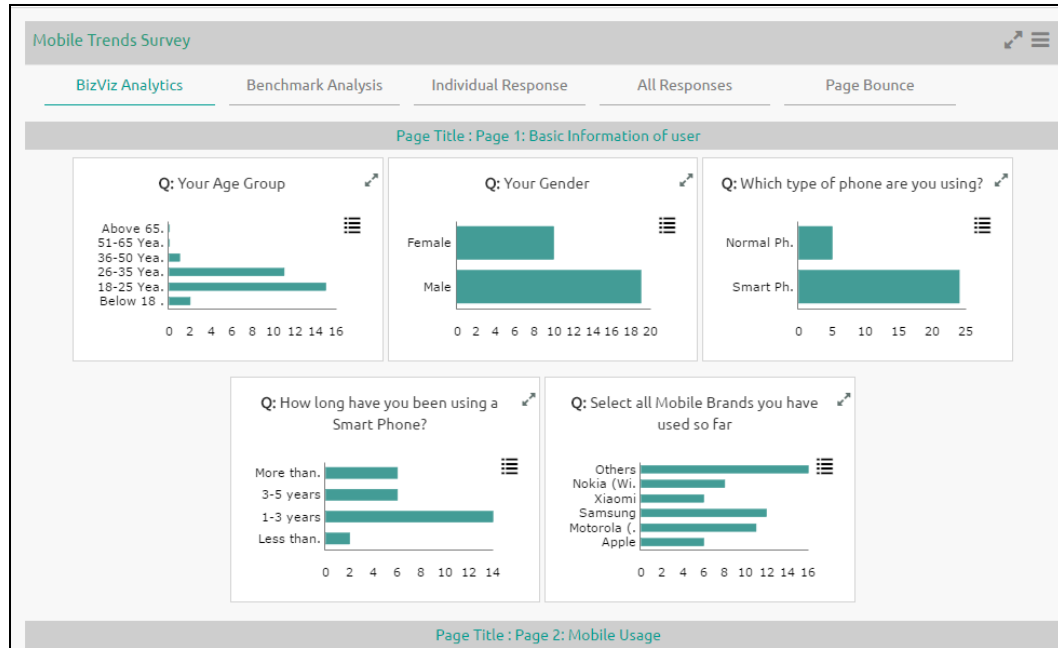 Mobile Trends Survey
BizViz Analytics Benchmark Analysis Individual Response All Responses Page Bounce
Page Title : Page 1: Basic Information of user
Q: Your Age Group
Above 65.
51-65 Yea.
36-50 Yea.
26-35 Yea.
18-25 Yea.
Below 18 .
0 2 4 6 8 10 12 14 16
Q: Your Gender
Female
Male
0 2 4 6 8 10 12 14 16 18 20
Q: Which type of phone are you using?
Normal Ph.
Smart Ph.
0 5 10 15 20 25
Q: How long have you been using a
Smart Phone?
More than.
3-5 years
1-3 years
Less than.
0 2 4 6 8 10 12 14
Q: Select all Mobile Brands you have
used so far
Others
Nokia (Wi.
Xiaomi
Samsung
Motorola (.
Apple
0 2 4 6 8 10 12 14 16
Page Title : Page 2: Mobile Usage